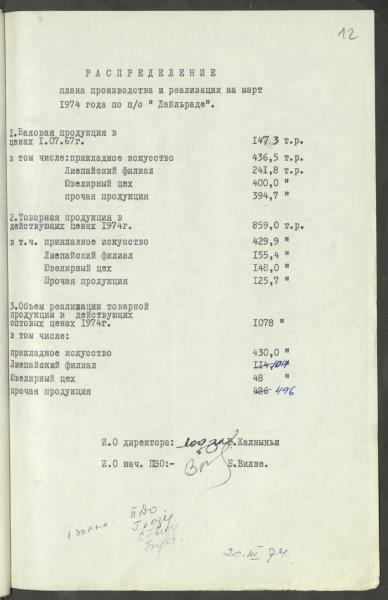 12
РАСПРЕДЕЛЕНИЕ
плана производства и реализации на март
1974 года по п/о " Дайльраде".
1.Валовая продукция в
ценах 1.07.67г. 1473 т.р.
в том числе:прикладное искусство 436,5 т.р.
Лиепайский филиал 241,8 т.р.
Ювелирный цех 400,0 "
прочая продукция 394,7 "
2.Товарная продукция в
действующих ценах 1974г. 859,0 т.р.
в т.ч. прикладное искусство 429,9 "
Лиепайский филиал 155,4 "
Ювелирный цех 148,0 "
Прочая продукция 125,7 "
3.Объем реализации товарной
продукции в действующих
оптовых ценах 1974г. 1078 "
в том числе:
прикладное искусство 430,0 "
Лиепайский филиал 114 104 "
Ювелирный цех 48 "
прочая продукция 486 496
И.О директора: Калныньш
И.О нач. ПЭО:- Б.Вилне.
ПДО.
20.III 74